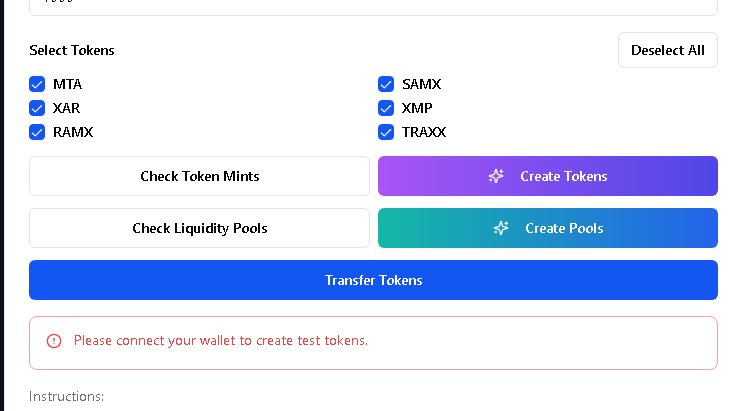 Select Tokens
Deselect All
MTA
SAMX
XAR
XMP
RAMX
TRAXX
Check Token Mints
Create Tokens
Check Liquidity Pools
Create Pools
Transfer Tokens
Please connect your wallet to create test tokens.
Instructions: